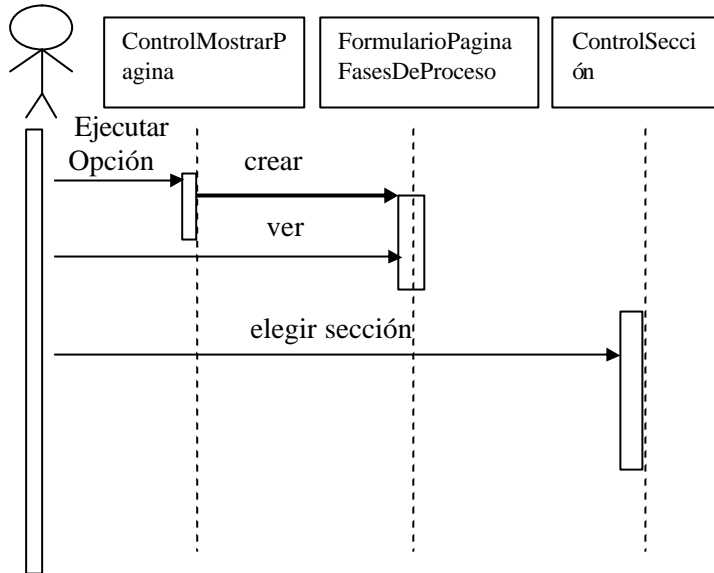 ControlMostrarP
agina
FormularioPagina
FasesDeProceso
ControlSecci
ón
Ejecutar
Opción
crear
ver
elegir sección